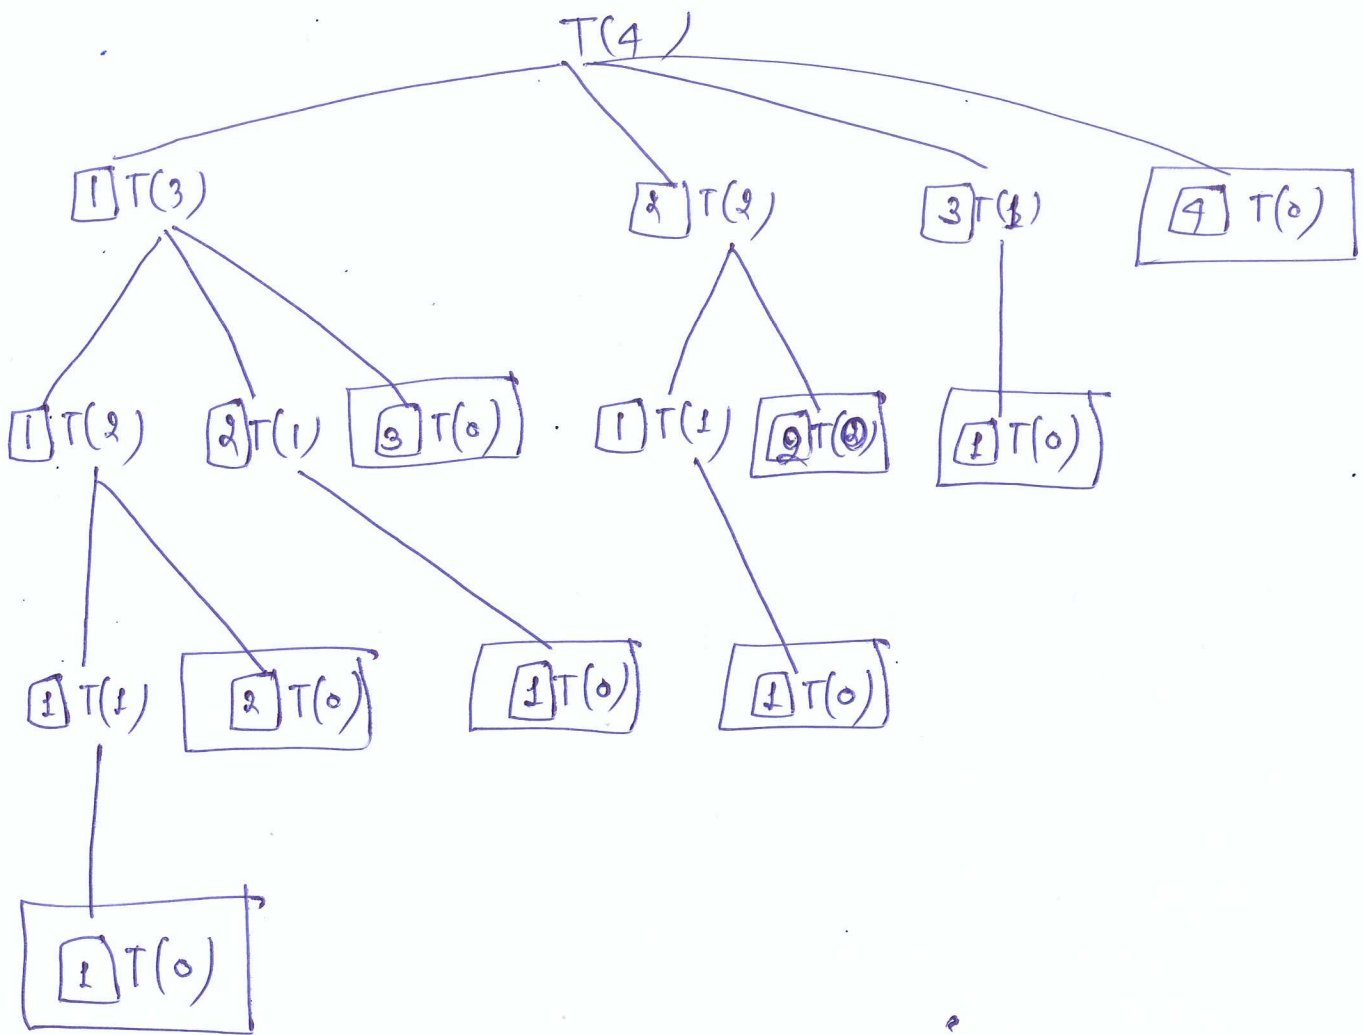 T(4)
1 T(3) 2 T(2) 3 T(1) 4 T(0)
1 T(2) 2 T(1) 3 T(0) 1 T(1) 2 T(0) 1 T(0)
1 T(1) 2 T(0) 1 T(0) 1 T(0)
1 T(0)